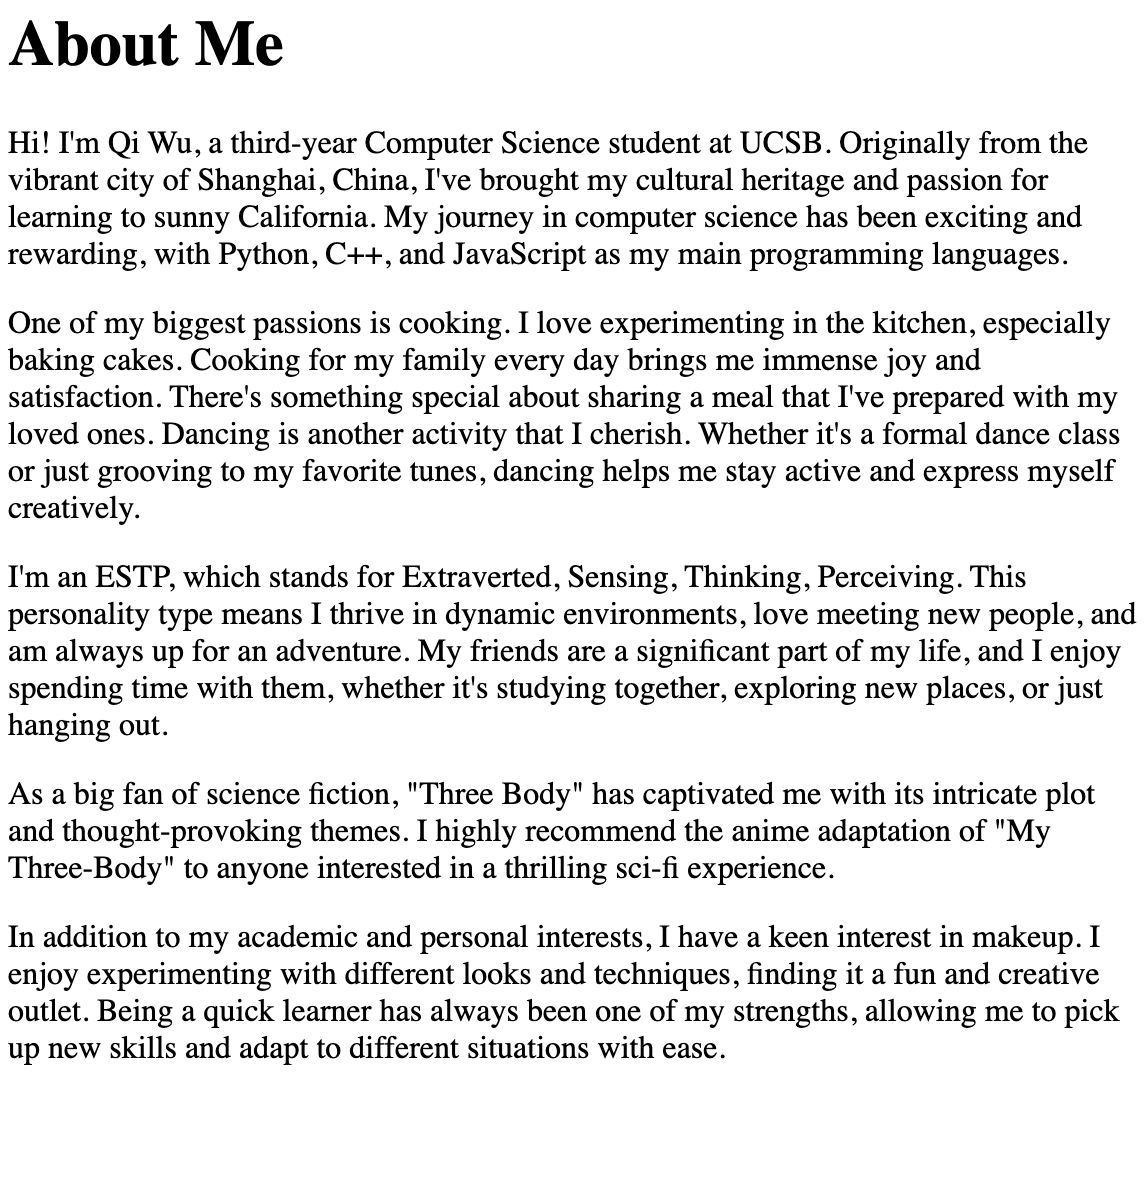 About Me
Hi! I'm Qi Wu, a third-year Computer Science student at UCSB. Originally from the
vibrant city of Shanghai, China, I've brought my cultural heritage and passion for
learning to sunny California. My journey in computer science has been exciting and
rewarding, with Python, C++, and JavaScript as my main programming languages.
One of my biggest passions is cooking. I love experimenting in the kitchen, especially
baking cakes. Cooking for my family every day brings me immense joy and
satisfaction. There's something special about sharing a meal that I've prepared with my
loved ones. Dancing is another activity that I cherish. Whether it's a formal dance class
or just grooving to my favorite tunes, dancing helps me stay active and express myself
creatively.
I'm an ESTP, which stands for Extraverted, Sensing, Thinking, Perceiving. This
personality type means I thrive in dynamic environments, love meeting new people, and
am always up for an adventure. My friends are a significant part of my life, and I enjoy
spending time with them, whether it's studying together, exploring new places, or just
hanging out.
As a big fan of science fiction, "Three Body" has captivated me with its intricate plot
and thought-provoking themes. I highly recommend the anime adaptation of "My
Three-Body" to anyone interested in a thrilling sci-fi experience.
In addition to my academic and personal interests, I have a keen interest in makeup. I
enjoy experimenting with different looks and techniques, finding it a fun and creative
outlet. Being a quick learner has always been one of my strengths, allowing me to pick
up new skills and adapt to different situations with ease.